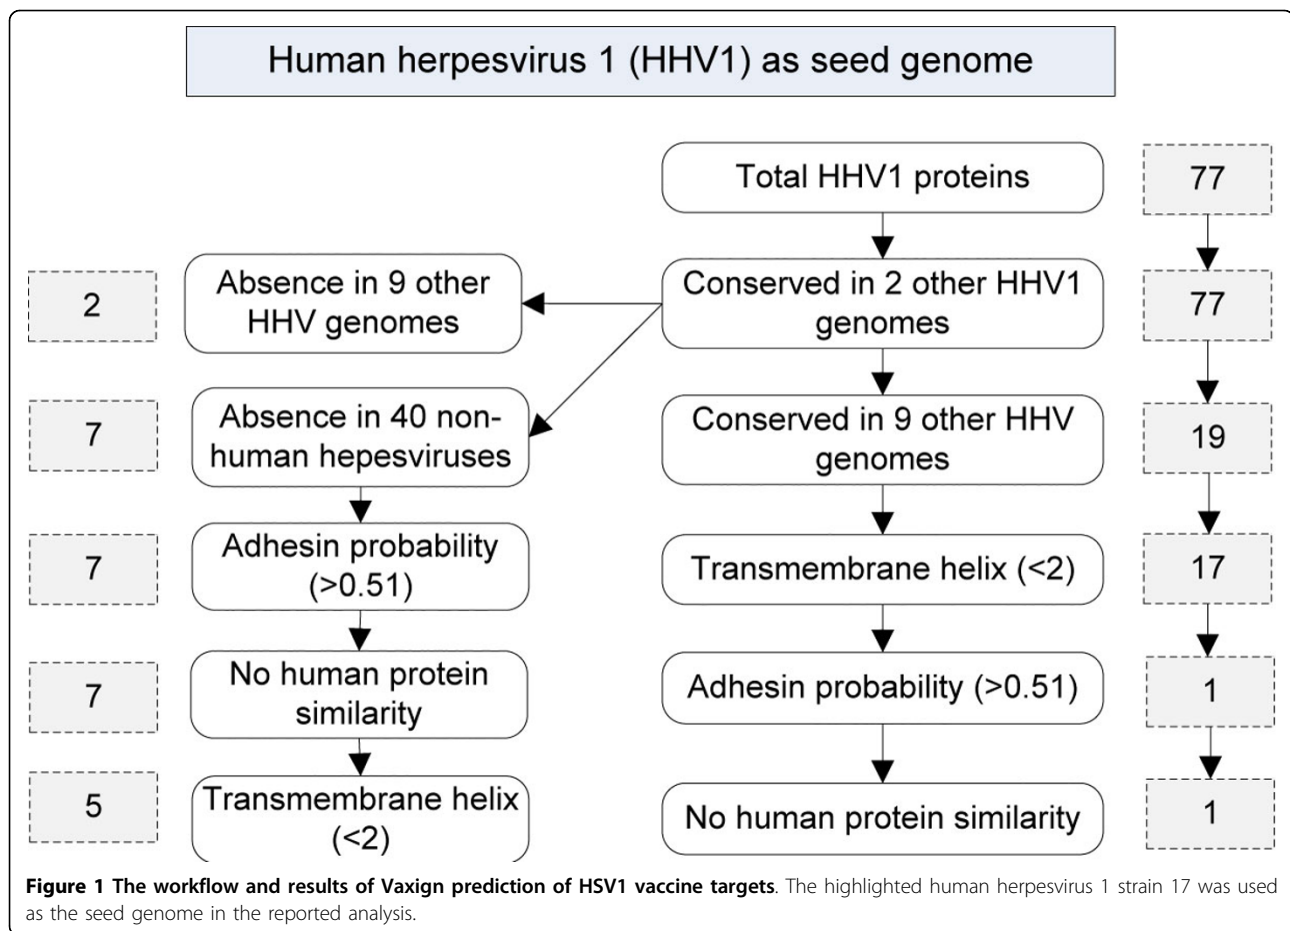 Human herpesvirus 1 (HHV1) as seed genome
Total HHV1 proteins
77
Conserved in 2 other HHV1
genomes
77
Absence in 9 other
HHV genomes
2
Conserved in 9 other HHV
genomes
19
Absence in 40 non-
human hepesviruses
7
Transmembrane helix (<2)
17
Adhesin probability
(>0.51)
7
Adhesin probability (>0.51)
1
No human protein
similarity
7
No human protein similarity
1
Transmembrane helix
(<2)
5
Figure 1 The workflow and results of Vaxign prediction of HSV1 vaccine targets. The highlighted human herpesvirus 1 strain 17 was used
as the seed genome in the reported analysis.